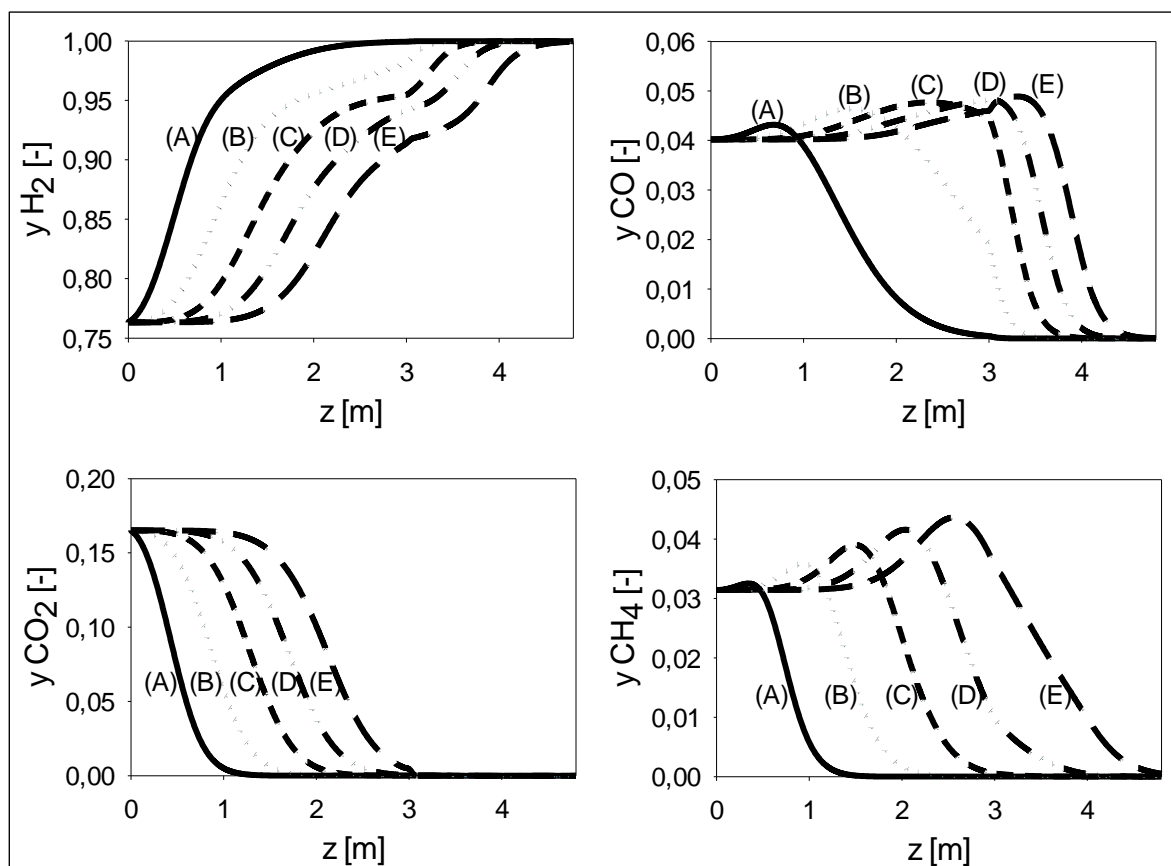 1,00
0,95
0,90
0,85
0,80
0,75
y H2 [-]
(A) (B) (C) (D) (E)
0 1 2 3 4
z [m]
0,06
0,05
0,04
0,03
0,02
0,01
0,00
y CO [-]
(A) (B) (C) (D) (E)
0 1 2 3 4
z [m]
0,20
0,15
0,10
0,05
0,00
y CO2 [-]
(A) (B) (C) (D) (E)
0 1 2 3 4
z [m]
0,05
0,04
0,03
0,02
0,01
0,00
y CH4 [-]
(A) (B) (C) (D) (E)
0 1 2 3 4
z [m]